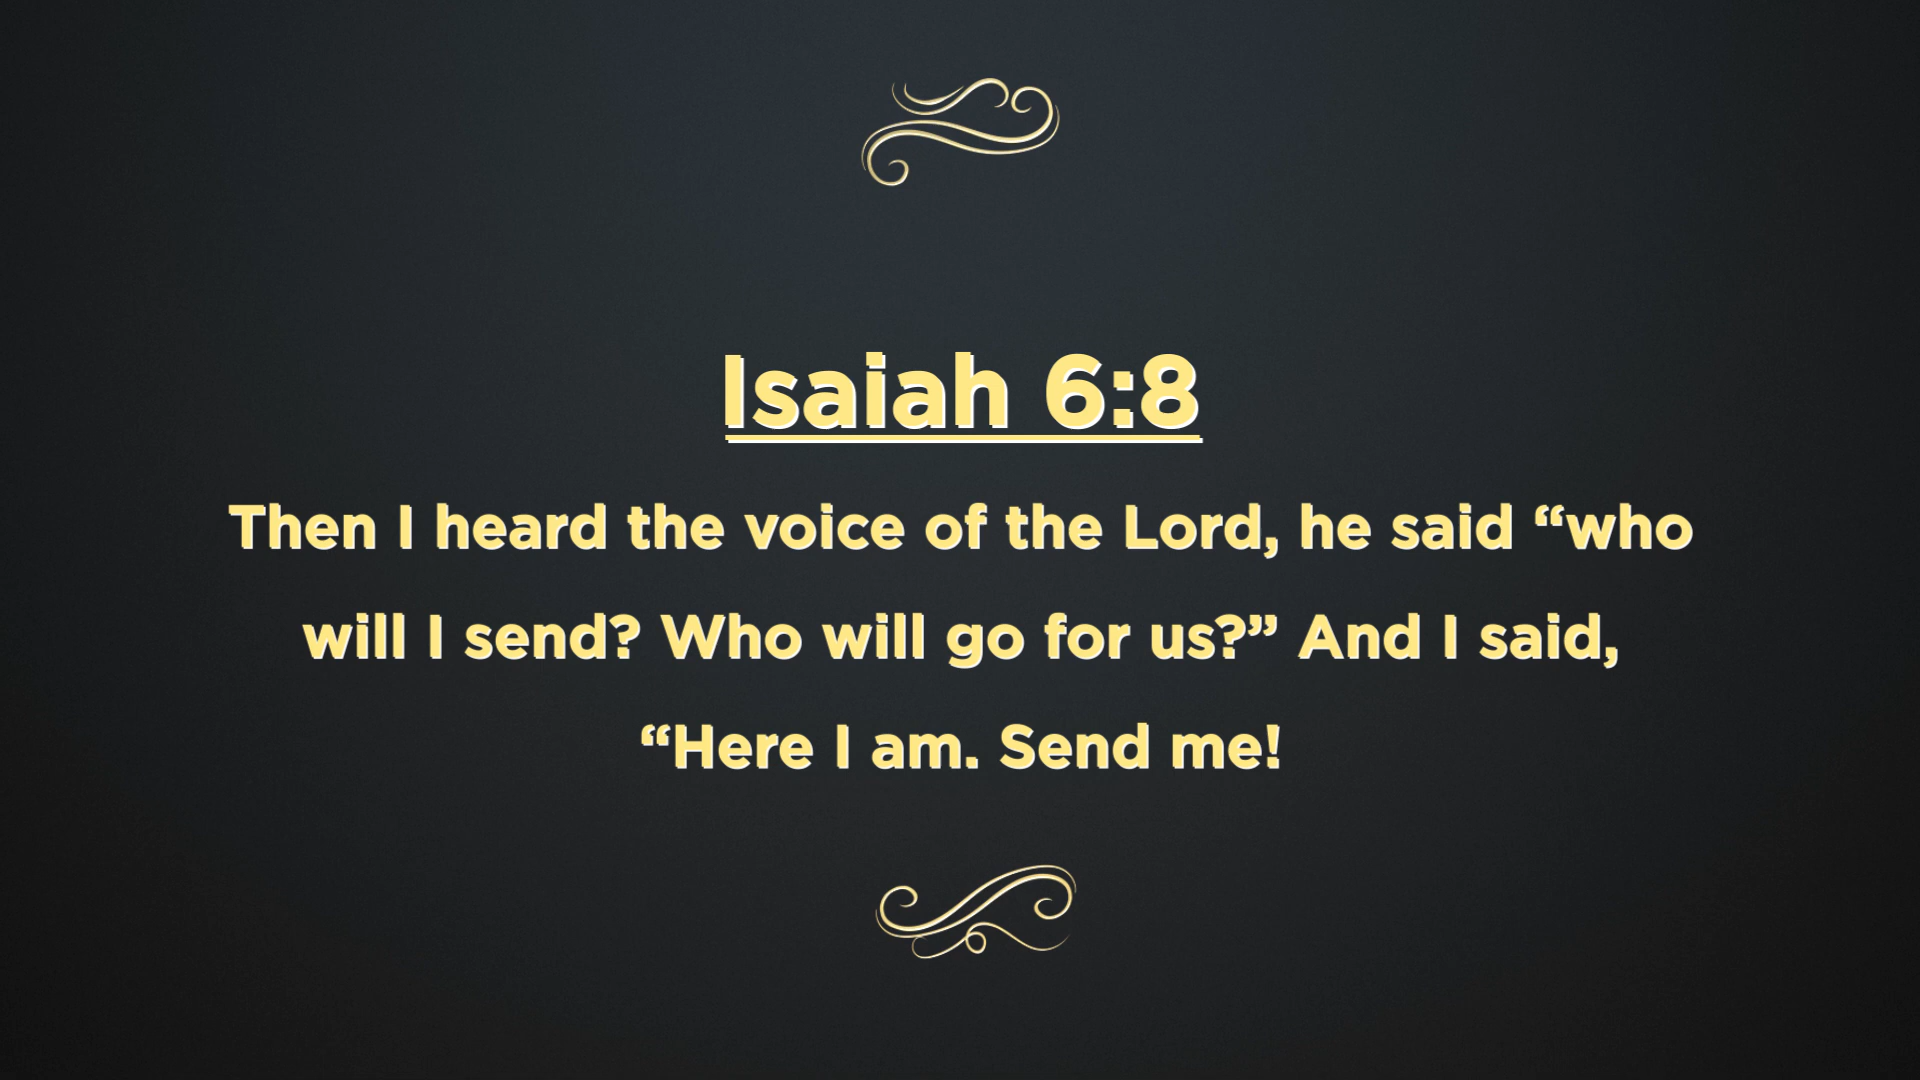 Isaiah 6:8
Then I heard the voice of the Lord, he said “who
will I send? Who will go for us?” And I said,
“Here I am. Send me!